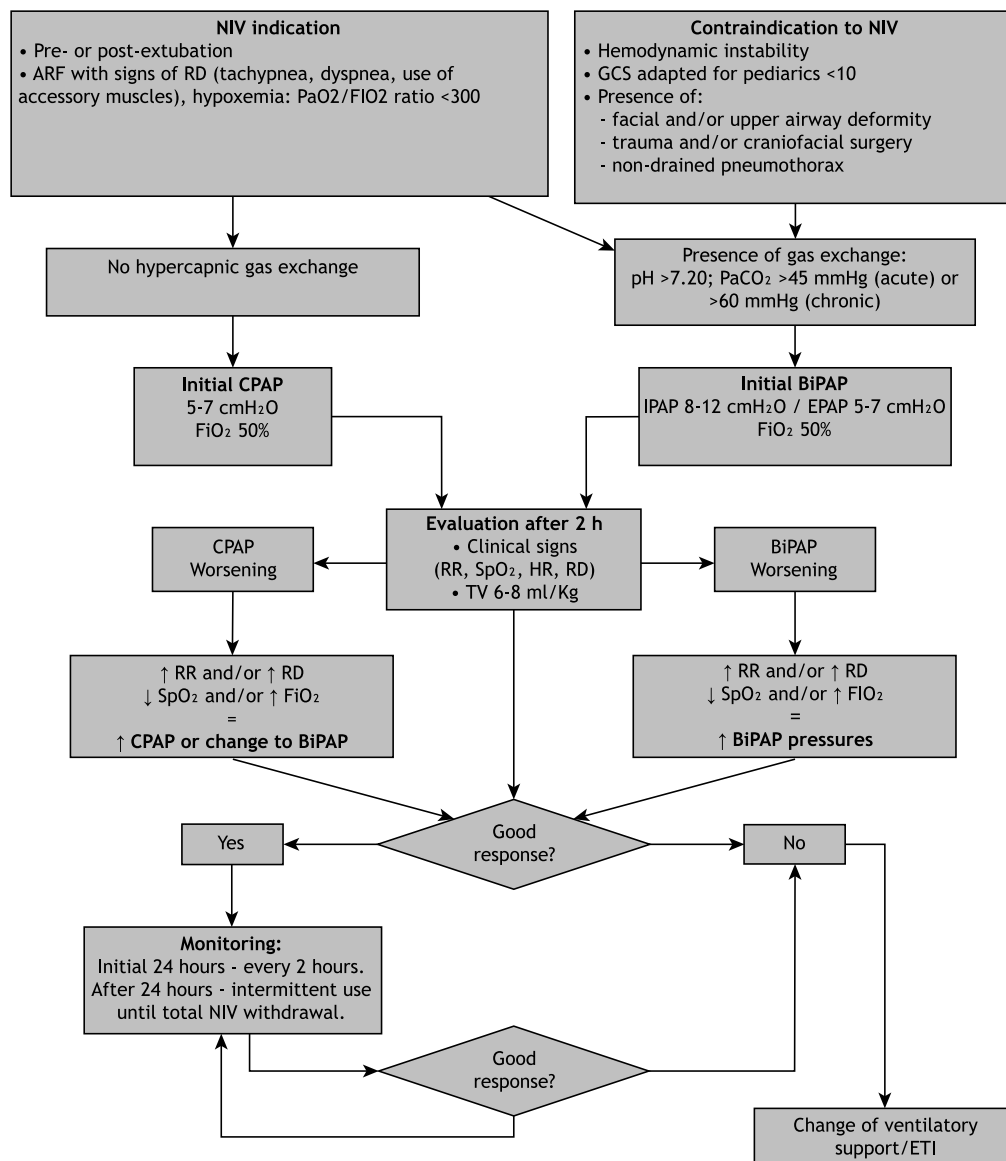 NIV indication
• Pre- or post-extubation
• ARF with signs of RD (tachypnea, dyspnea, use of
accessory muscles), hypoxemia: PaO2/FIO2 ratio <300
Contraindication to NIV
• Hemodynamic instability
• GCS adapted for pediarics <10
• Presence of:
- facial and/or upper airway deformity
- trauma and/or craniofacial surgery
- non-drained pneumothorax
No hypercapnic gas exchange
Presence of gas exchange:
pH >7.20; PaCO₂ >45 mmHg (acute) or
>60 mmHg (chronic)
Initial CPAP
5-7 cmH₂O
FiO₂ 50%
Initial BiPAP
IPAP 8-12 cmH₂O / EPAP 5-7 cmH₂O
FiO₂ 50%
Evaluation after 2 h
• Clinical signs
(RR, SpO₂, HR, RD)
• TV 6-8 ml/Kg
CPAP
Worsening
BiPAP
Worsening
↑ RR and/or ↑ RD
↓ SpO₂ and/or ↑ FiO₂
=
↑ CPAP or change to BiPAP
↑ RR and/or ↑ RD
↓ SpO₂ and/or ↑ FIO₂
=
↑ BiPAP pressures
Good
response?
Yes
No
Monitoring:
Initial 24 hours - every 2 hours.
After 24 hours - intermittent use
until total NIV withdrawal.
Good
response?
Change of ventilatory
support/ETI